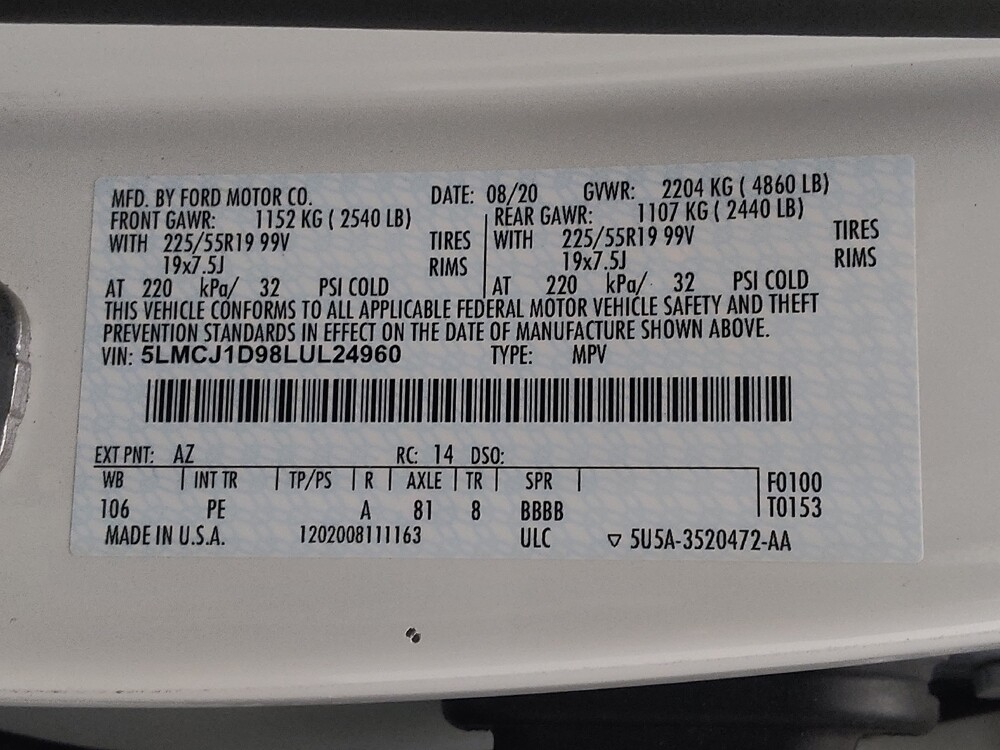 MFD. BY FORD MOTOR CO. DATE: 08/20 GVWR: 2204 KG ( 4860 LB)
FRONT GAWR: 1152 KG ( 2540 LB) REAR GAWR: 1107 KG ( 2440 LB)
WITH 225/55R19 99V TIRES WITH 225/55R19 99V TIRES
19x7.5J RIMS 19x7.5J RIMS
AT 220 kPa/ 32 PSI COLD AT 220 kPa/ 32 PSI COLD
THIS VEHICLE CONFORMS TO ALL APPLICABLE FEDERAL MOTOR VEHICLE SAFETY AND THEFT
PREVENTION STANDARDS IN EFFECT ON THE DATE OF MANUFACTURE SHOWN ABOVE.
VIN: 5LMCJ1D98LUL24960 TYPE: MPV
EXT PNT: AZ RC: 14 DSO:
WB INT TR TP/PS R AXLE TR SPR F0100
106 PE A 81 8 BBBB T0153
MADE IN U.S.A. 1202008111163 ULC ▽ 5U5A-3520472-AA